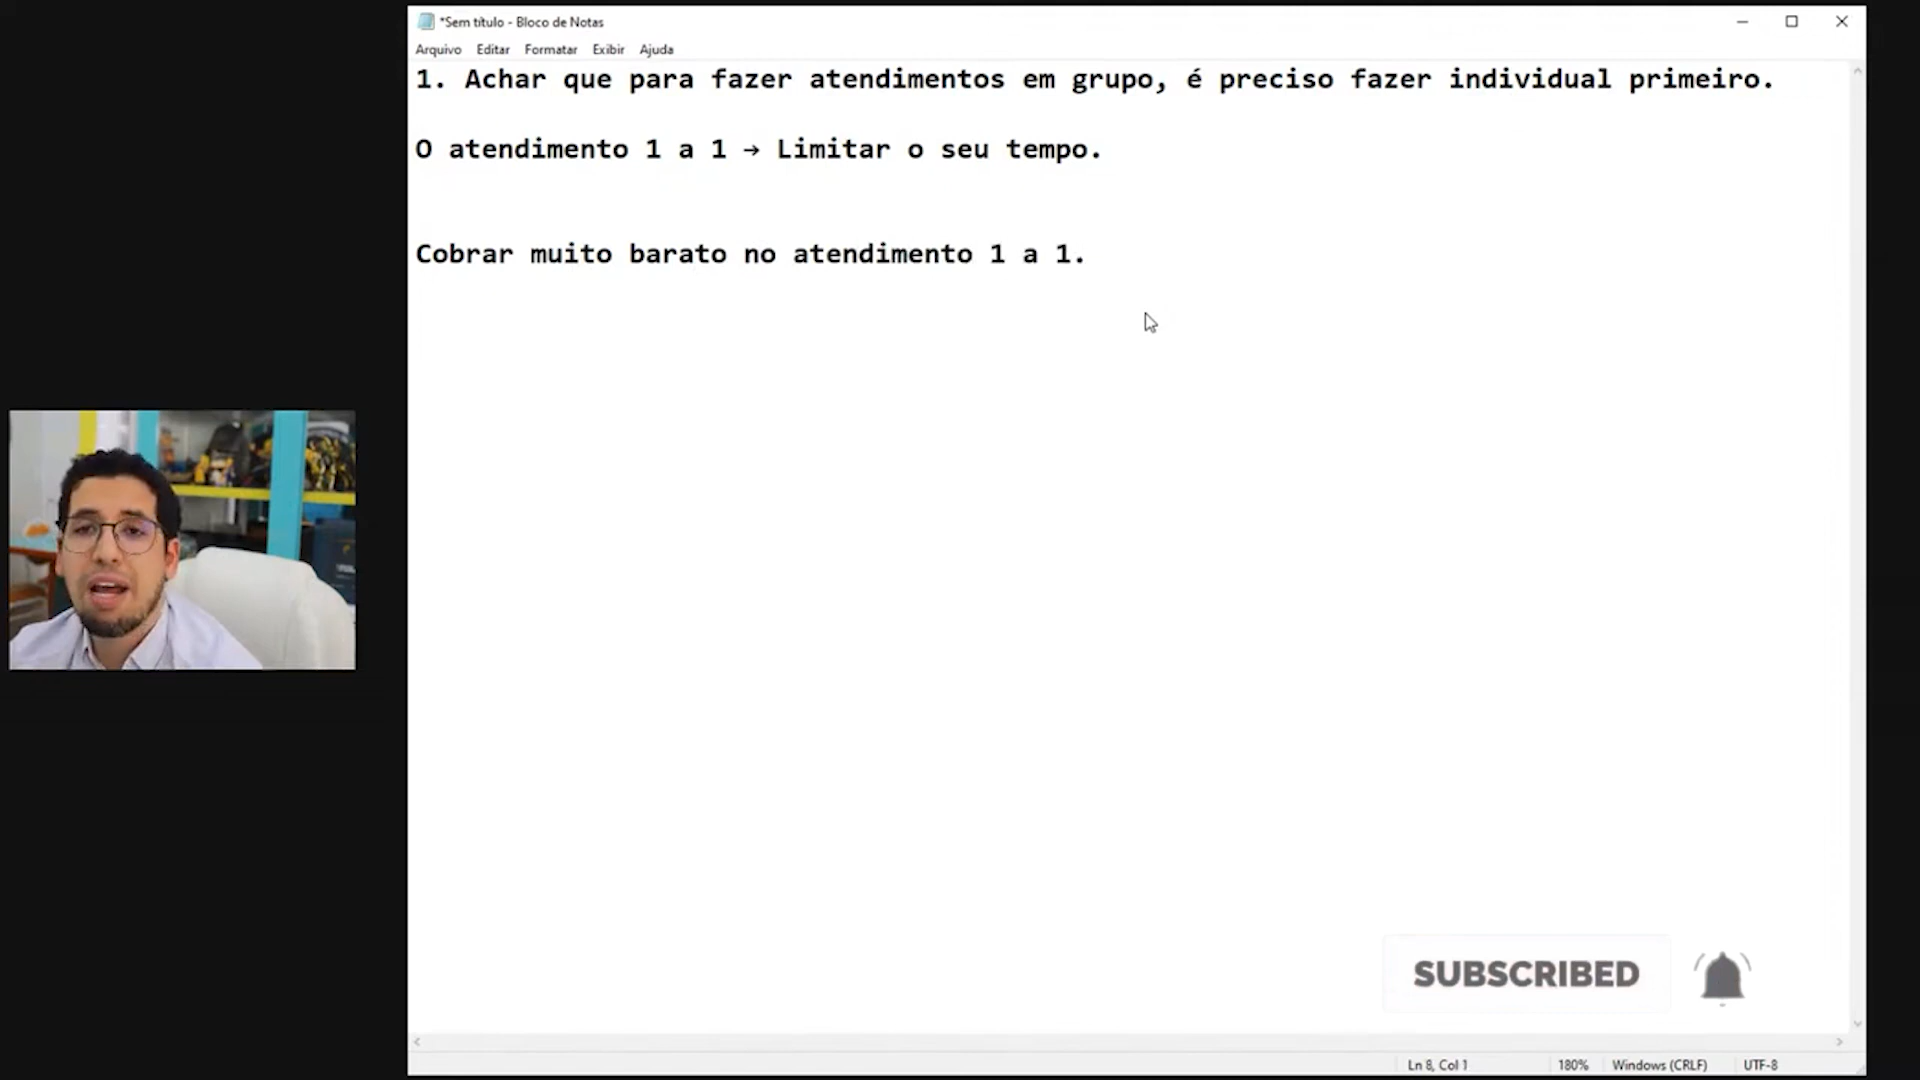 *Sem título - Bloco de Notas
Arquivo Editar Formatar Exibir Ajuda
1. Achar que para fazer atendimentos em grupo, é preciso fazer individual primeiro.
O atendimento 1 a 1 → Limitar o seu tempo.
Cobrar muito barato no atendimento 1 a 1.
SUBSCRIBED
Ln 8, Col 1 180% Windows (CRLF) UTF-8